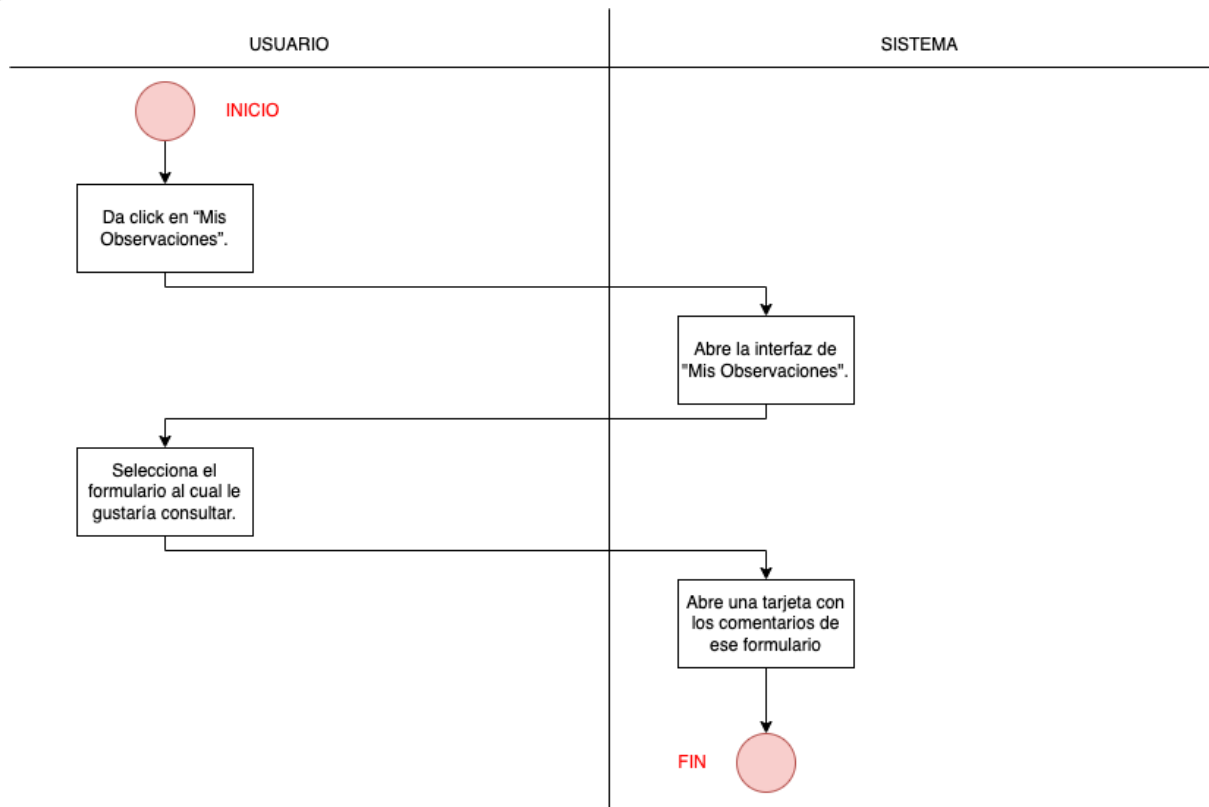 USUARIO
SISTEMA
INICIO
Da click en “Mis
Observaciones”.
Abre la interfaz de
"Mis Observaciones".
Selecciona el
formulario al cual le
gustaría consultar.
Abre una tarjeta con
los comentarios de
ese formulario
FIN